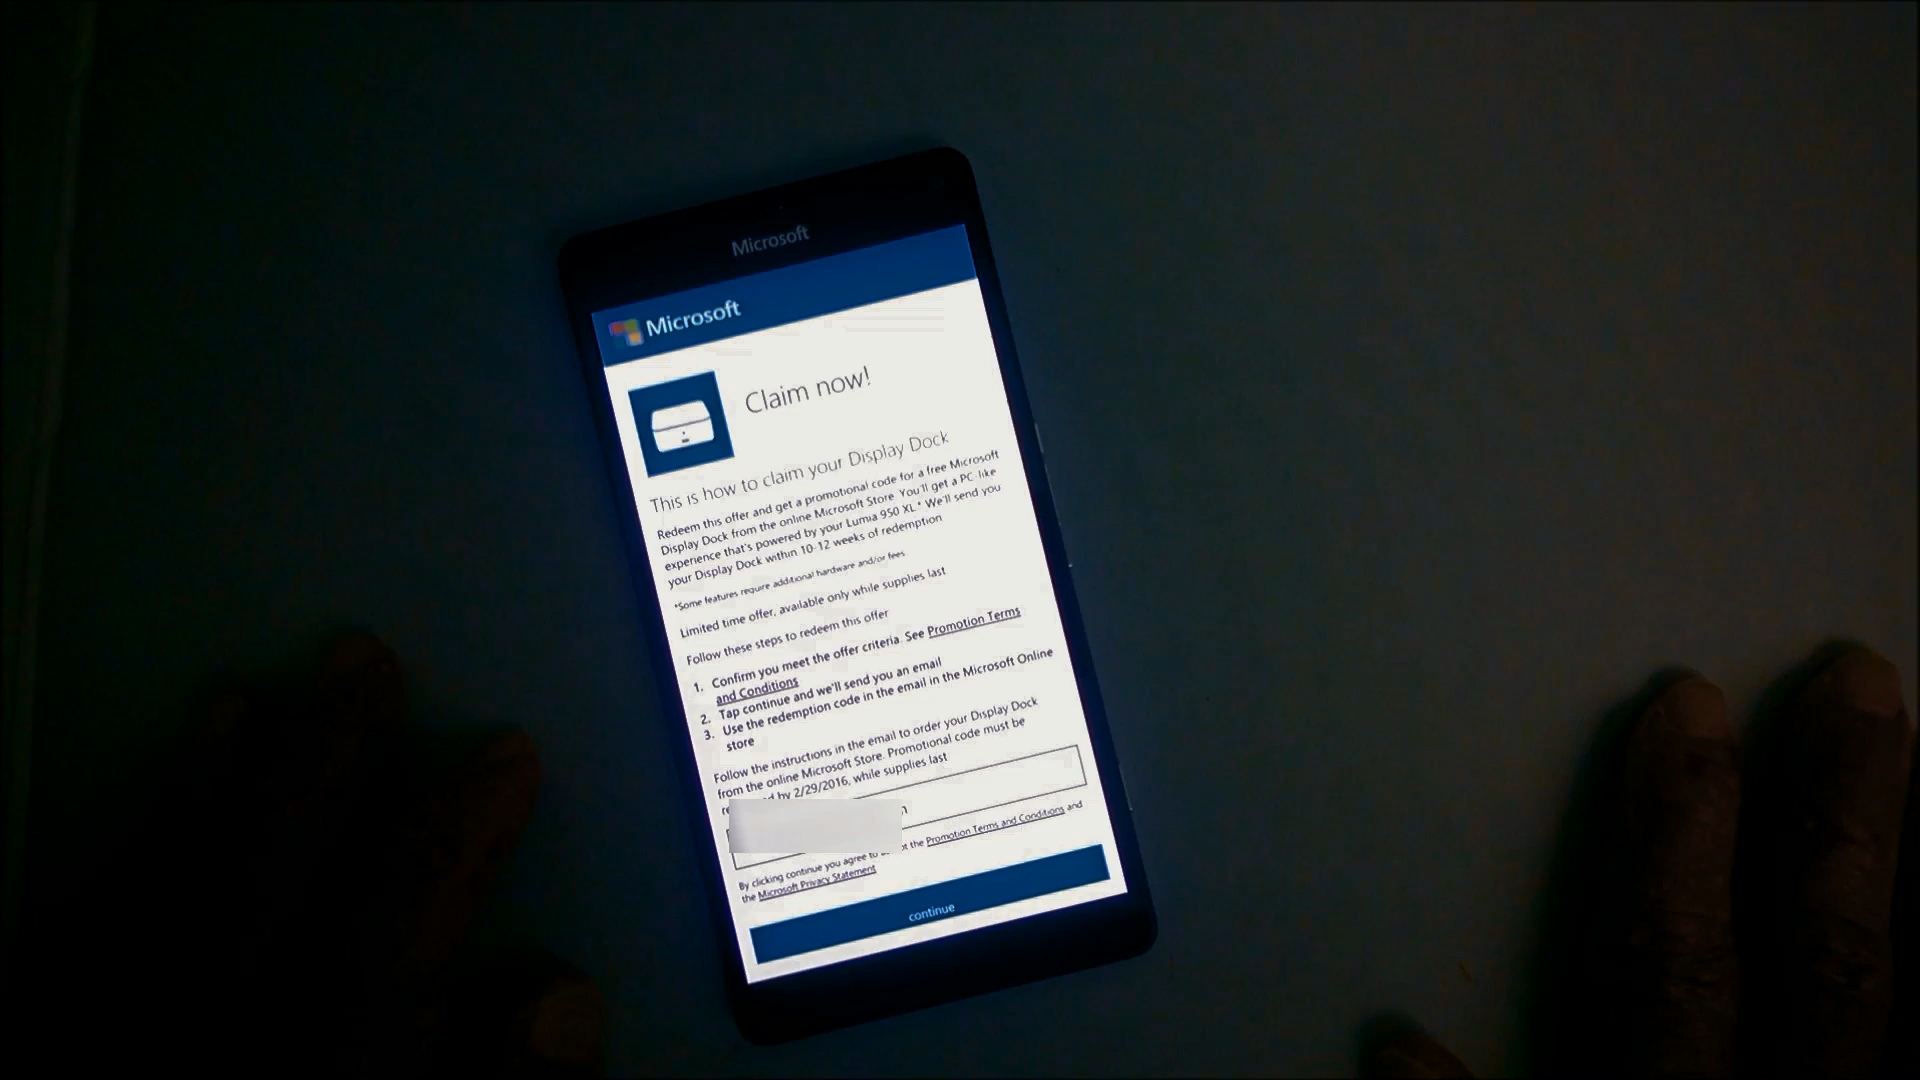 Microsoft
Microsoft
Claim now!
This is how to claim your Display Dock
Redeem this offer and get a promotional code for a free Microsoft
Display Dock from the online Microsoft Store. You'll get a PC-like
experience that's powered by your Lumia 950 XL.* We'll send you
your Display Dock within 10-12 weeks of redemption
*Some features require additional hardware and/or fees
Limited time offer, available only while supplies last
Follow these steps to redeem this offer
1. Confirm you meet the offer criteria. See Promotion Terms
and Conditions
2. Tap continue and we'll send you an email
3. Use the redemption code in the email in the Microsoft Online
store
Follow the instructions in the email to order your Display Dock
from the online Microsoft Store. Promotional code must be
by 2/29/2016, while supplies last
By clicking continue you agree to the Promotion Terms and Conditions and
the Microsoft Privacy Statement
continue